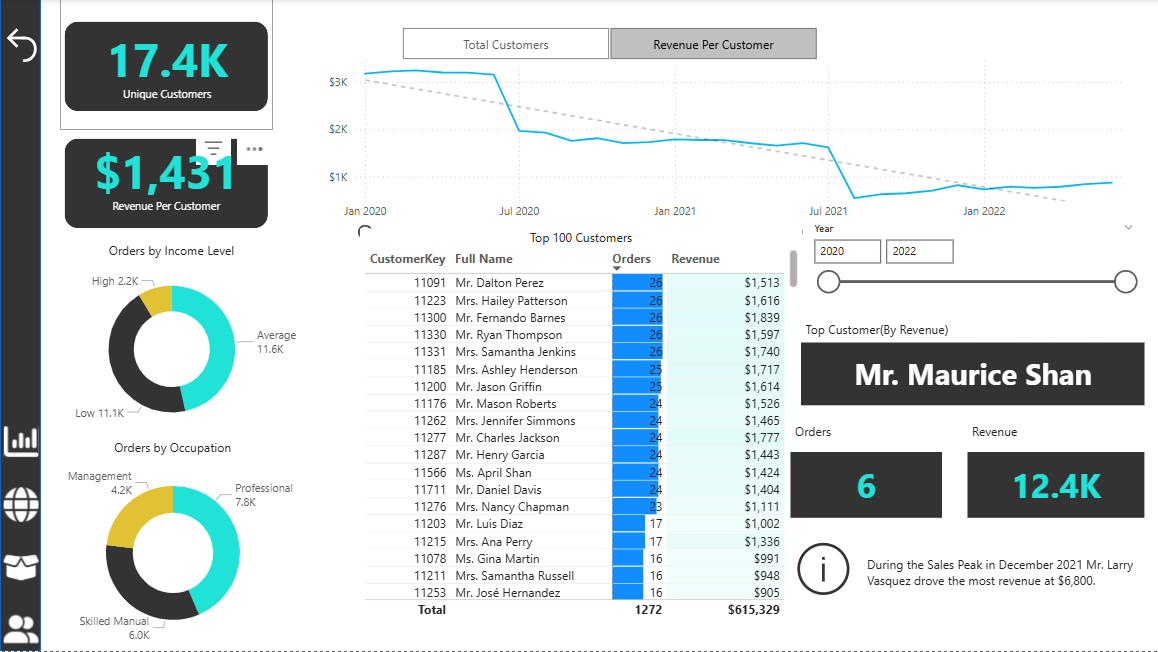 17.4K
Unique Customers
$1,431
Revenue Per Customer
Orders by Income Level
High 2.2K
Average
11.6K
Low 11.1K
Orders by Occupation
Management
4.2K
Professional
7.8K
Skilled Manual
6.0K
Total Customers
Revenue Per Customer
$3K
$2K
$1K
Jan 2020
Jul 2020
Jan 2021
Jul 2021
Jan 2022
Top 100 Customers
CustomerKey Full Name Orders Revenue
11091 Mr. Dalton Perez 26 $1,513
11223 Mrs. Hailey Patterson 26 $1,616
11300 Mr. Fernando Barnes 26 $1,839
11330 Mr. Ryan Thompson 26 $1,597
11331 Mrs. Samantha Jenkins 26 $1,740
11185 Mrs. Ashley Henderson 25 $1,717
11200 Mr. Jason Griffin 25 $1,614
11176 Mr. Mason Roberts 24 $1,526
11262 Mrs. Jennifer Simmons 24 $1,465
11277 Mr. Charles Jackson 24 $1,777
11287 Mr. Henry Garcia 24 $1,443
11566 Ms. April Shan 24 $1,424
11711 Mr. Daniel Davis 24 $1,404
11276 Mrs. Nancy Chapman 23 $1,111
11203 Mr. Luis Diaz 17 $1,002
11215 Mrs. Ana Perry 17 $1,336
11078 Ms. Gina Martin 16 $991
11211 Mrs. Samantha Russell 16 $948
11253 Mr. José Hernandez 16 $905
Total 1272 $615,329
Year
2020
2022
Top Customer(By Revenue)
Mr. Maurice Shan
Orders
6
Revenue
12.4K
During the Sales Peak in December 2021 Mr. Larry
Vasquez drove the most revenue at $6,800.